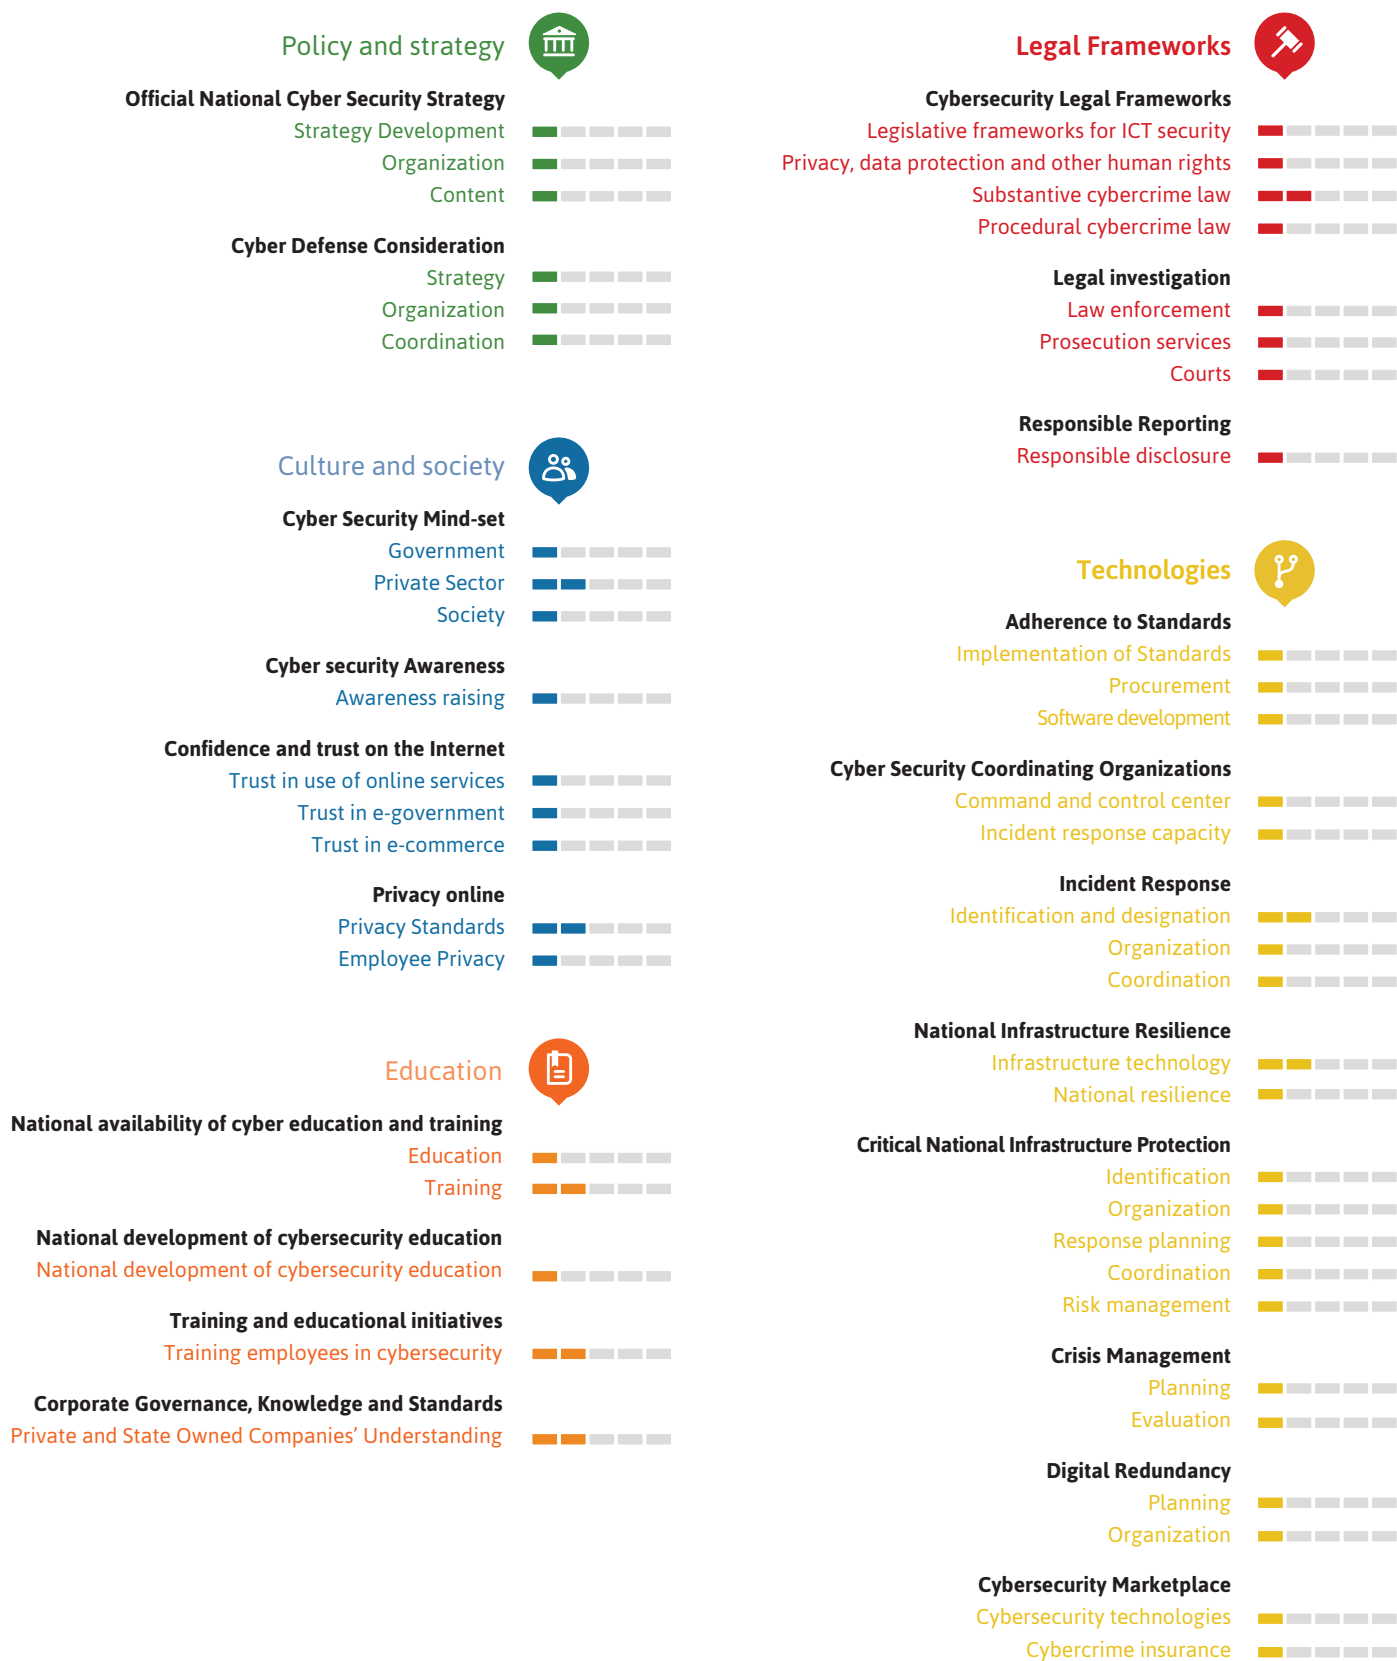 Policy and strategy
Official National Cyber Security Strategy
Strategy Development
Organization
Content
Cyber Defense Consideration
Strategy
Organization
Coordination
Culture and society
Cyber Security Mind-set
Government
Private Sector
Society
Cyber security Awareness
Awareness raising
Confidence and trust on the Internet
Trust in use of online services
Trust in e-government
Trust in e-commerce
Privacy online
Privacy Standards
Employee Privacy
Education
National availability of cyber education and training
Education
Training
National development of cybersecurity education
National development of cybersecurity education
Training and educational initiatives
Training employees in cybersecurity
Corporate Governance, Knowledge and Standards
Private and State Owned Companies’ Understanding
Legal Frameworks
Cybersecurity Legal Frameworks
Legislative frameworks for ICT security
Privacy, data protection and other human rights
Substantive cybercrime law
Procedural cybercrime law
Legal investigation
Law enforcement
Prosecution services
Courts
Responsible Reporting
Responsible disclosure
Technologies
Adherence to Standards
Implementation of Standards
Procurement
Software development
Cyber Security Coordinating Organizations
Command and control center
Incident response capacity
Incident Response
Identification and designation
Organization
Coordination
National Infrastructure Resilience
Infrastructure technology
National resilience
Critical National Infrastructure Protection
Identification
Organization
Response planning
Coordination
Risk management
Crisis Management
Planning
Evaluation
Digital Redundancy
Planning
Organization
Cybersecurity Marketplace
Cybersecurity technologies
Cybercrime insurance